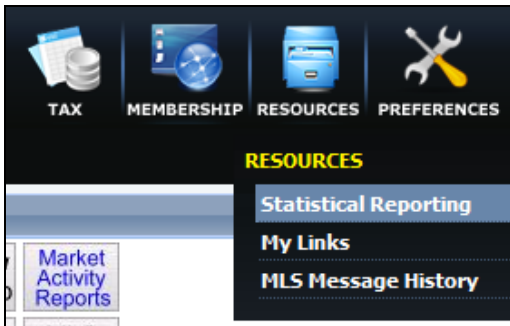 TAX
MEMBERSHIP
RESOURCES
PREFERENCES
RESOURCES
Statistical Reporting
My Links
MLS Message History
Market
Activity
Reports